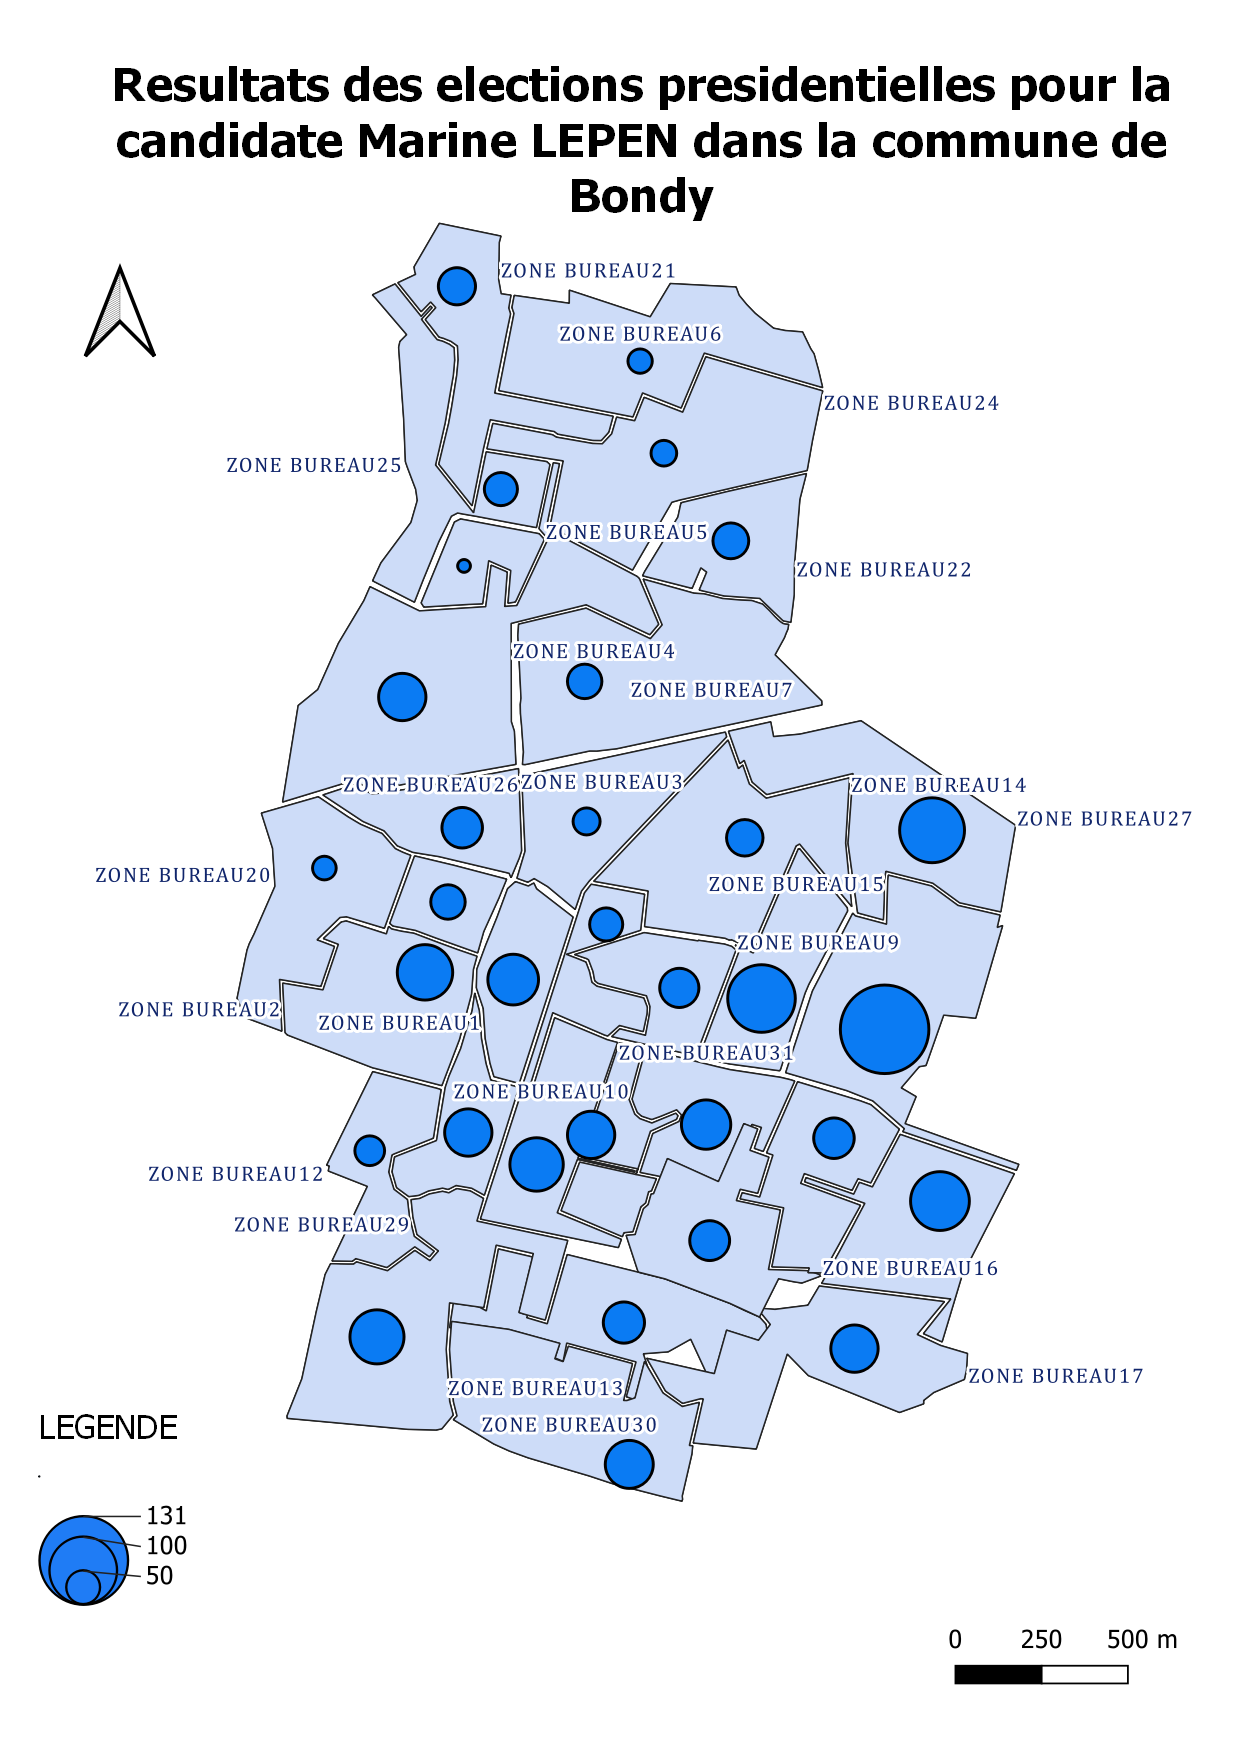 Resultats des elections presidentielles pour la
candidate Marine LEPEN dans la commune de
Bondy
ZONE BUREAU21
ZONE BUREAU6
ZONE BUREAU24
ZONE BUREAU25
ZONE BUREAU5
ZONE BUREAU22
ZONE BUREAU4
ZONE BUREAU7
ZONE BUREAU26
ZONE BUREAU3
ZONE BUREAU14
ZONE BUREAU27
ZONE BUREAU20
ZONE BUREAU15
ZONE BUREAU9
ZONE BUREAU2
ZONE BUREAU1
ZONE BUREAU31
ZONE BUREAU10
ZONE BUREAU12
ZONE BUREAU29
ZONE BUREAU16
ZONE BUREAU17
ZONE BUREAU13
ZONE BUREAU30
LEGENDE
131
100
50
0 250 500 m